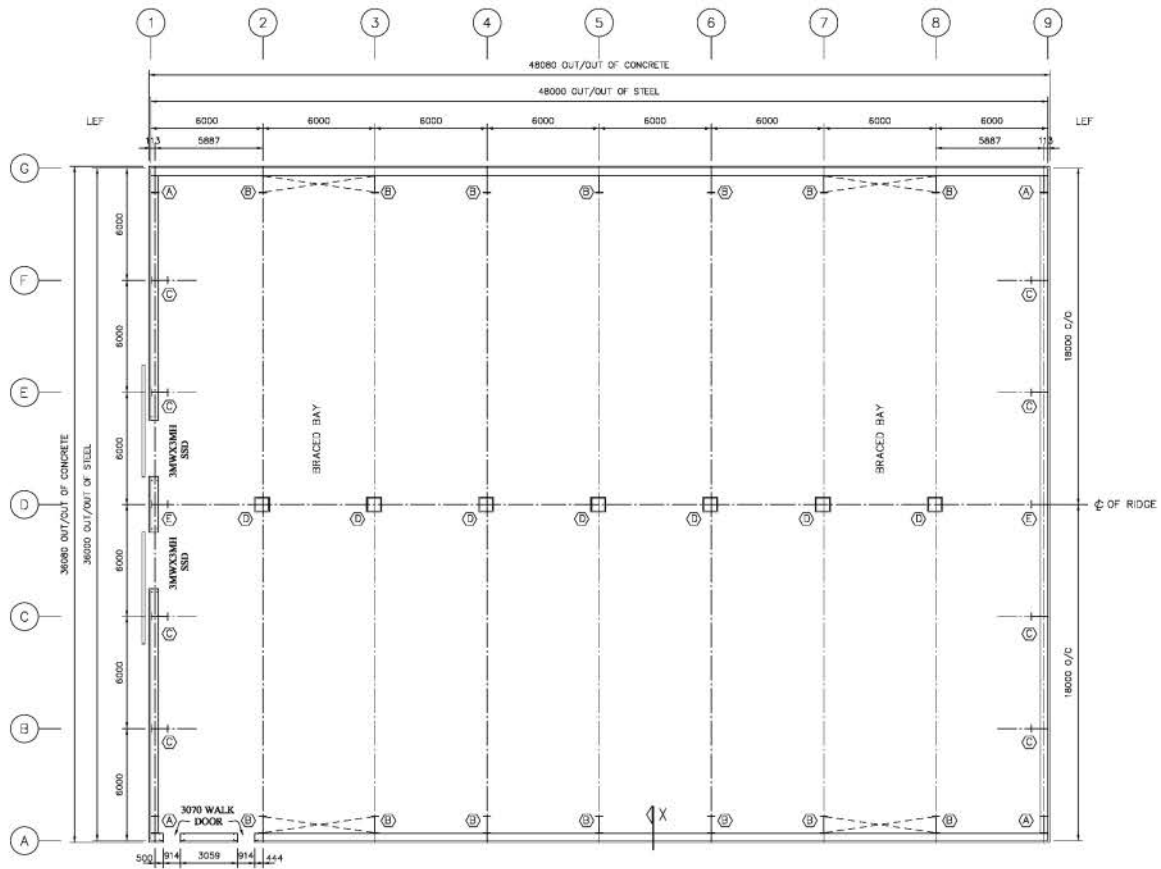 1 2 3 4 5 6 7 8 9
48080 OUT/OUT OF CONCRETE
48000 OUT/OUT OF STEEL
LEF 6000 6000 6000 6000 6000 6000 6000 6000 LEF
113 5887 5887 113
G
A B B B B B B B A
6000
F
C C
6000
18000 O/C
E
C C
36080 OUT/OUT OF CONCRETE
36000 OUT/OUT OF STEEL
6000
3MWX3MH
SSD
BRACED BAY
BRACED BAY
D
E D D D D D D D E
℄ OF RIDGE
6000
3MWX3MH
SSD
C
C C
6000
18000 O/C
B
C C
6000
3070 WALK
DOOR
X
A B B B B B B B A
A
500 914 3059 914 444